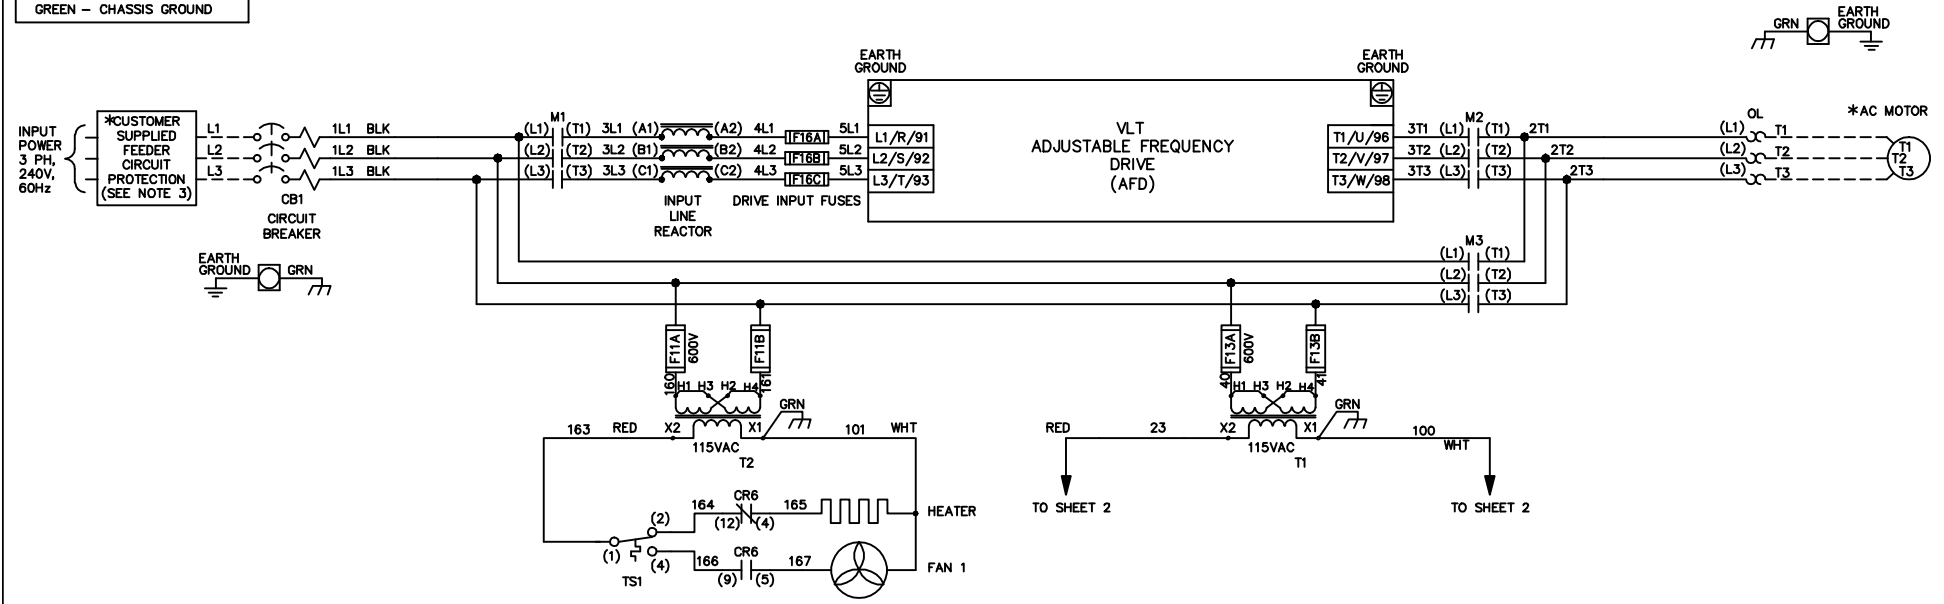 GREEN – CHASSIS GROUND
GRN
EARTH
GROUND
INPUT
POWER
3 PH,
240V,
60Hz
*CUSTOMER
SUPPLIED
FEEDER
CIRCUIT
PROTECTION
(SEE NOTE 3)
L1
L2
L3
CB1
CIRCUIT
BREAKER
1L1 BLK
1L2 BLK
1L3 BLK
EARTH
GROUND
GRN
M1
(L1) (T1) 3L1 (A1) (A2) 4L1 F16A 5L1
(L2) (T2) 3L2 (B1) (B2) 4L2 F16B 5L2
(L3) (T3) 3L3 (C1) (C2) 4L3 F16C 5L3
INPUT
LINE
REACTOR
DRIVE INPUT FUSES
EARTH
GROUND
L1/R/91
L2/S/92
L3/T/93
VLT
ADJUSTABLE FREQUENCY
DRIVE
(AFD)
EARTH
GROUND
T1/U/96
T2/V/97
T3/W/98
M2
3T1 (L1) (T1) 2T1
3T2 (L2) (T2) 2T2
3T3 (L3) (T3) 2T3
OL
(L1) T1
(L2) T2
(L3) T3
*AC MOTOR
T1
T2
T3
M3
(L1) (T1)
(L2) (T2)
(L3) (T3)
F11A
600V
F11B
160
161
H1 H3 H2 H4
GRN
163 RED X2 X1 101 WHT
115VAC
T2
F13A
600V
F13B
40
41
H1 H3 H2 H4
GRN
RED 23 X2 X1 100
WHT
115VAC
T1
TO SHEET 2
TO SHEET 2
164 CR6 165
(12) (4)
HEATER
(2)
(1)
(4)
TS1
166 CR6 167
(9) (5)
FAN 1